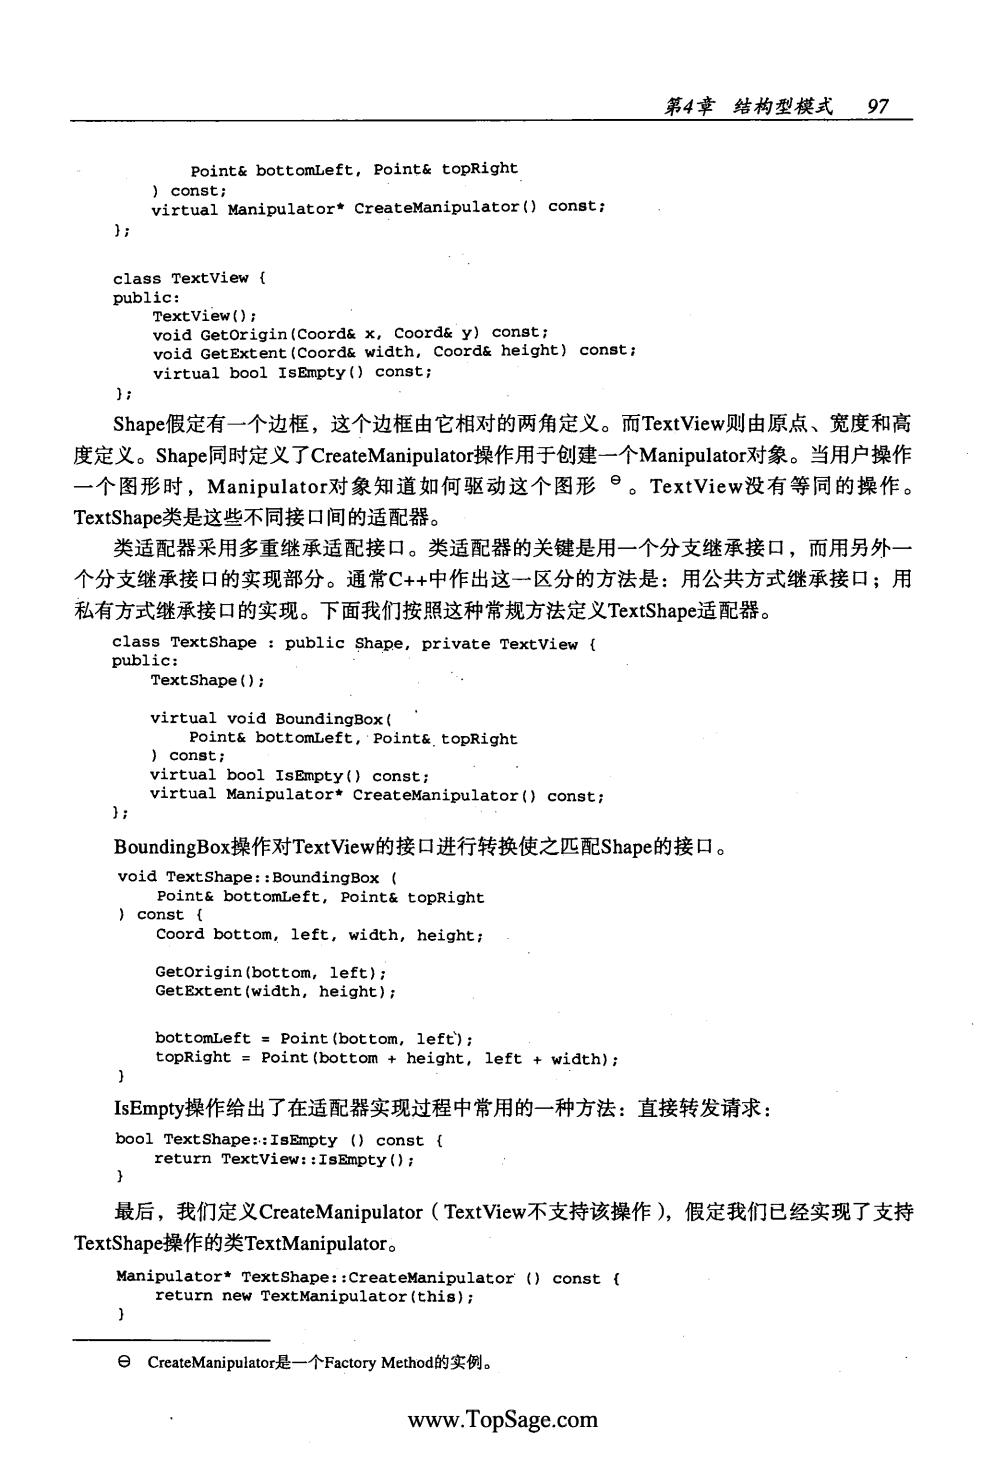 第4章 结构型模式 97
Point& bottomLeft, Point& topRight
) const;
virtual Manipulator* CreateManipulator() const;
};
class TextView {
public:
TextView();
void GetOrigin(Coord& x, Coord& y) const;
void GetExtent(Coord& width, Coord& height) const;
virtual bool IsEmpty() const;
};
Shape假定有一个边框，这个边框由它相对的两角定义。而TextView则由原点、宽度和高
度定义。Shape同时定义了CreateManipulator操作用于创建一个Manipulator对象。当用户操作
一个图形时，Manipulator对象知道如何驱动这个图形 ⊖。TextView没有等同的操作。
TextShape类是这些不同接口间的适配器。
类适配器采用多重继承适配接口。类适配器的关键是用一个分支继承接口，而用另外一
个分支继承接口的实现部分。通常C++中作出这一区分的方法是：用公共方式继承接口；用
私有方式继承接口的实现。下面我们按照这种常规方法定义TextShape适配器。
class TextShape : public Shape, private TextView {
public:
TextShape();
virtual void BoundingBox(
Point& bottomLeft, Point& topRight
) const;
virtual bool IsEmpty() const;
virtual Manipulator* CreateManipulator() const;
};
BoundingBox操作对TextView的接口进行转换使之匹配Shape的接口。
void TextShape::BoundingBox (
Point& bottomLeft, Point& topRight
) const {
Coord bottom, left, width, height;
GetOrigin(bottom, left);
GetExtent(width, height);
bottomLeft = Point(bottom, left);
topRight = Point(bottom + height, left + width);
}
IsEmpty操作给出了在适配器实现过程中常用的一种方法：直接转发请求：
bool TextShape::IsEmpty () const {
return TextView::IsEmpty();
}
最后，我们定义CreateManipulator（TextView不支持该操作），假定我们已经实现了支持
TextShape操作的类TextManipulator。
Manipulator* TextShape::CreateManipulator () const {
return new TextManipulator(this);
}
⊖ CreateManipulator是一个Factory Method的实例。
www.TopSage.com